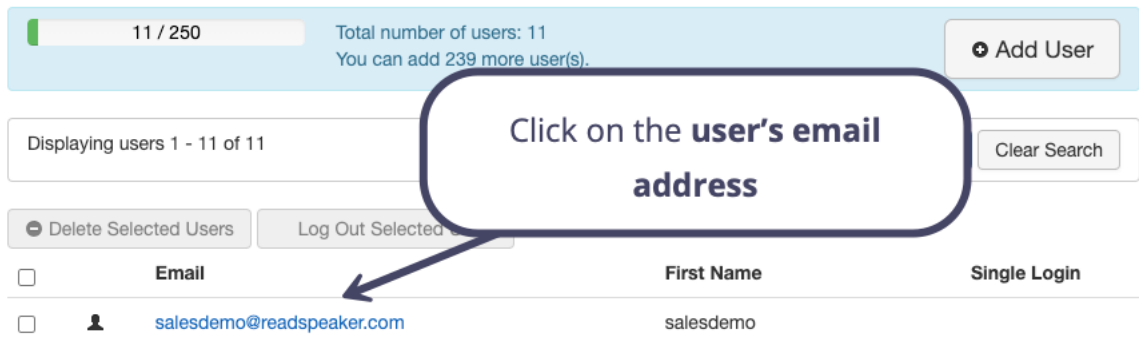 11 / 250
Total number of users: 11
You can add 239 more user(s).
Add User
Click on the user's email
address
Displaying users 1 - 11 of 11
Clear Search
Delete Selected Users
Log Out Selected
Email
First Name
Single Login
salesdemo@readspeaker.com
salesdemo